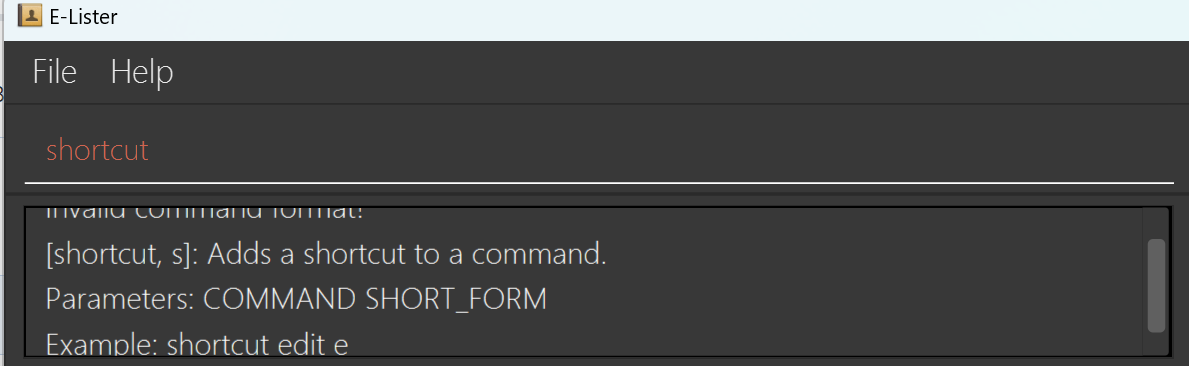 E-Lister
File Help
shortcut
Invalid command format!
[shortcut, s]: Adds a shortcut to a command.
Parameters: COMMAND SHORT_FORM
Example: shortcut edit e